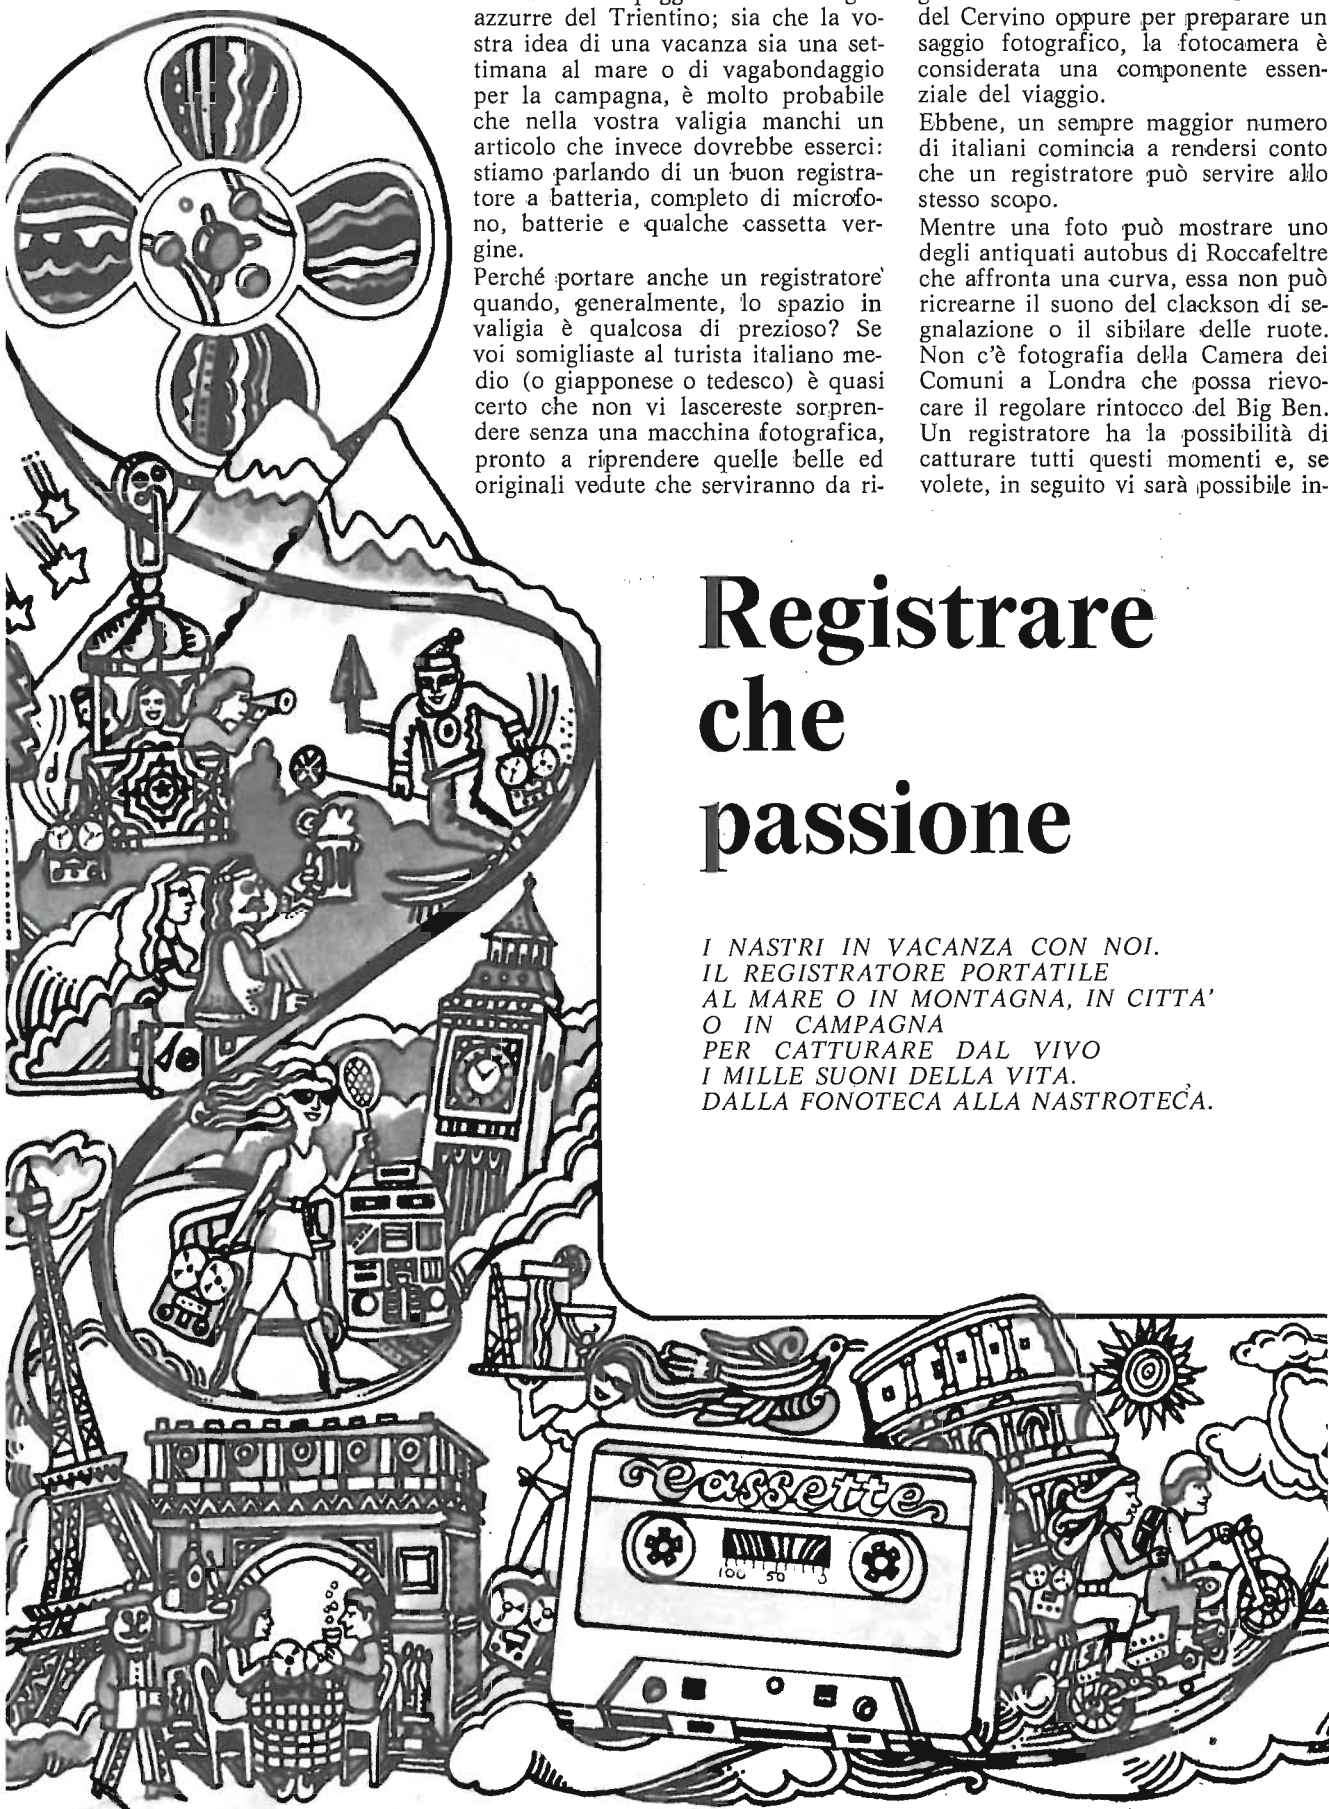 azzurre del Trientino; sia che la vo-
stra idea di una vacanza sia una set-
timana al mare o di vagabondaggio
per la campagna, è molto probabile
che nella vostra valigia manchi un
articolo che invece dovrebbe esserci:
stiamo parlando di un buon registra-
tore a batteria, completo di microfo-
no, batterie e qualche cassetta ver-
gine.
Perché portare anche un registratore
quando, generalmente, lo spazio in
valigia è qualcosa di prezioso? Se
voi somigliaste al turista italiano me-
dio (o giapponese o tedesco) è quasi
certo che non vi lascereste sorpren-
dere senza una macchina fotografica,
pronto a riprendere quelle belle ed
originali vedute che serviranno da ri-
del Cervino oppure per preparare un
saggio fotografico, la fotocamera è
considerata una componente essen-
ziale del viaggio.
Ebbene, un sempre maggior numero
di italiani comincia a rendersi conto
che un registratore può servire allo
stesso scopo.
Mentre una foto può mostrare uno
degli antiquati autobus di Roccafeltre
che affronta una curva, essa non può
ricrearne il suono del clackson di se-
gnalazione o il sibilare delle ruote.
Non c'è fotografia della Camera dei
Comuni a Londra che possa rievo-
care il regolare rintocco del Big Ben.
Un registratore ha la possibilità di
catturare tutti questi momenti e, se
volete, in seguito vi sarà possibile in-
Registrare
che
passione
I NASTRI IN VACANZA CON NOI.
IL REGISTRATORE PORTATILE
AL MARE O IN MONTAGNA, IN CITTA'
O IN CAMPAGNA
PER CATTURARE DAL VIVO
I MILLE SUONI DELLA VITA.
DALLA FONOTECA ALLA NASTROTECA.
Cassette
100 50 0